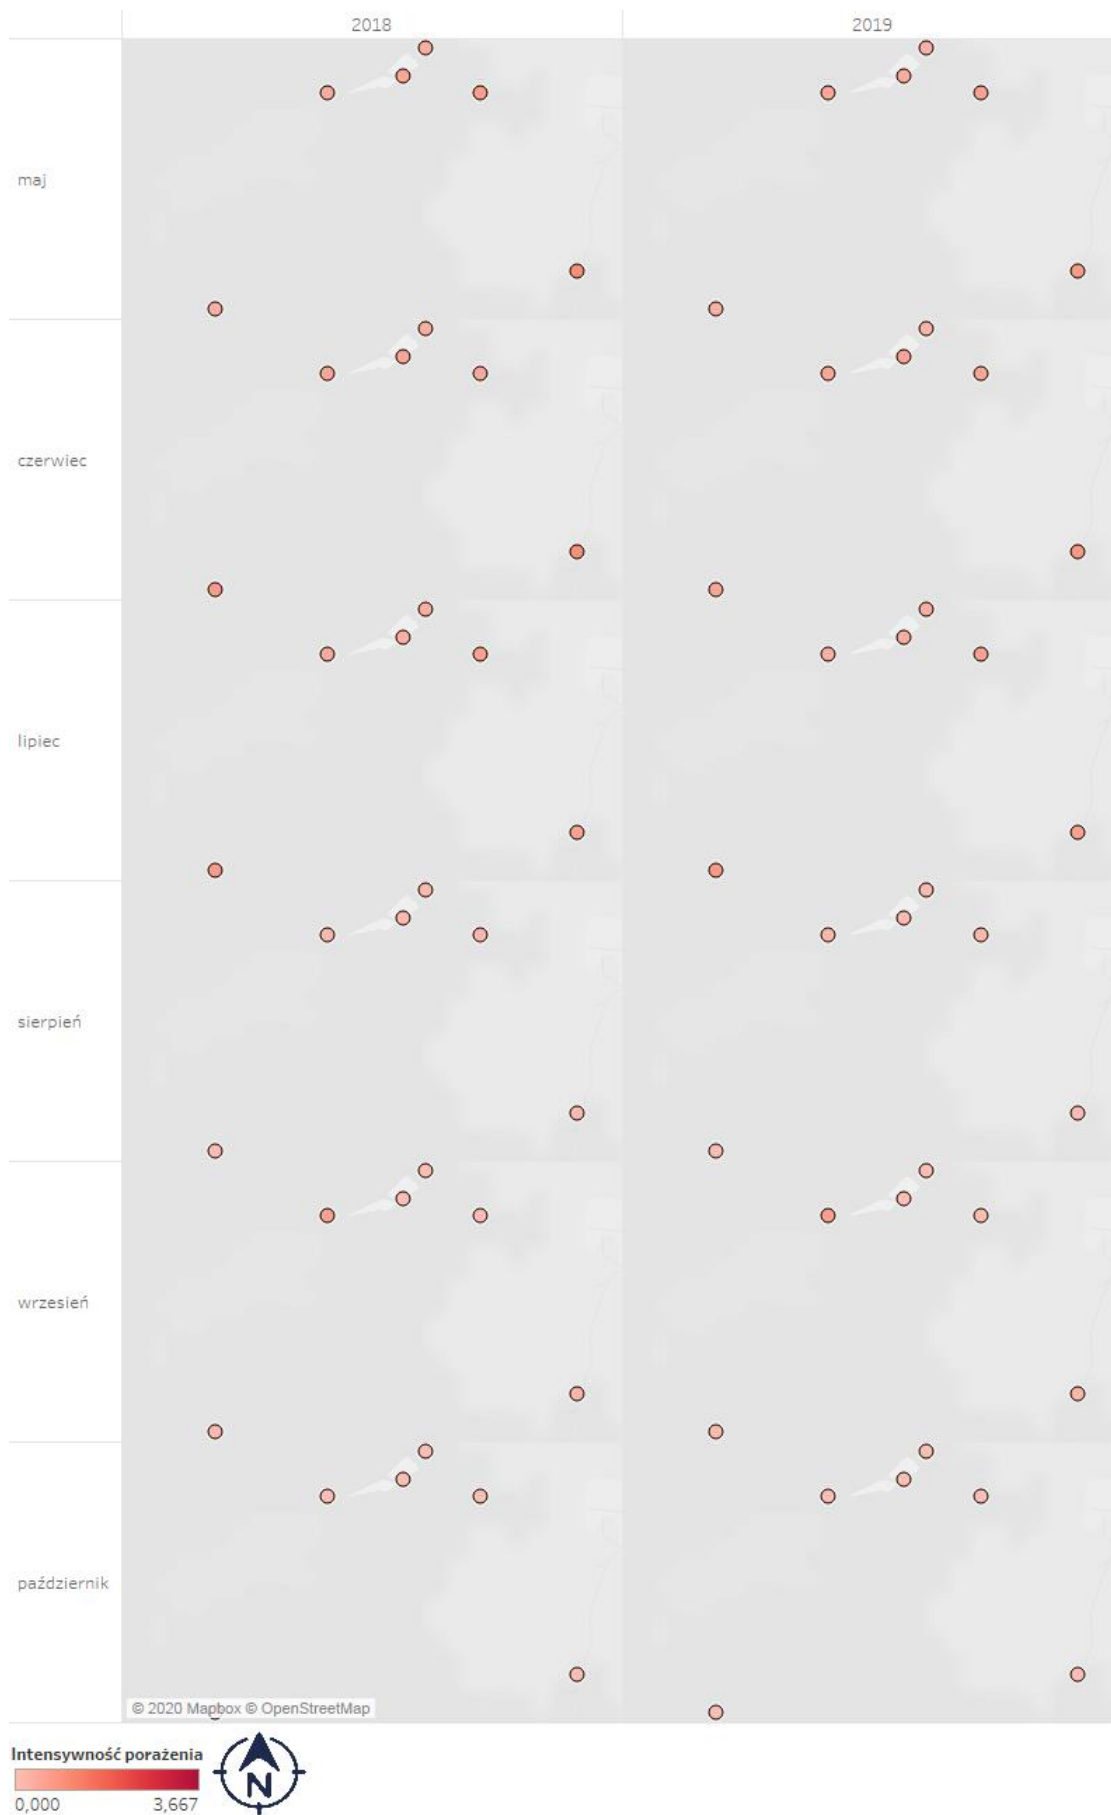 2018 2019
maj
czerwiec
lipiec
sierpień
wrzesień
październik
© 2020 Mapbox © OpenStreetMap
Intensywność porażenia
0,000 3,667
N